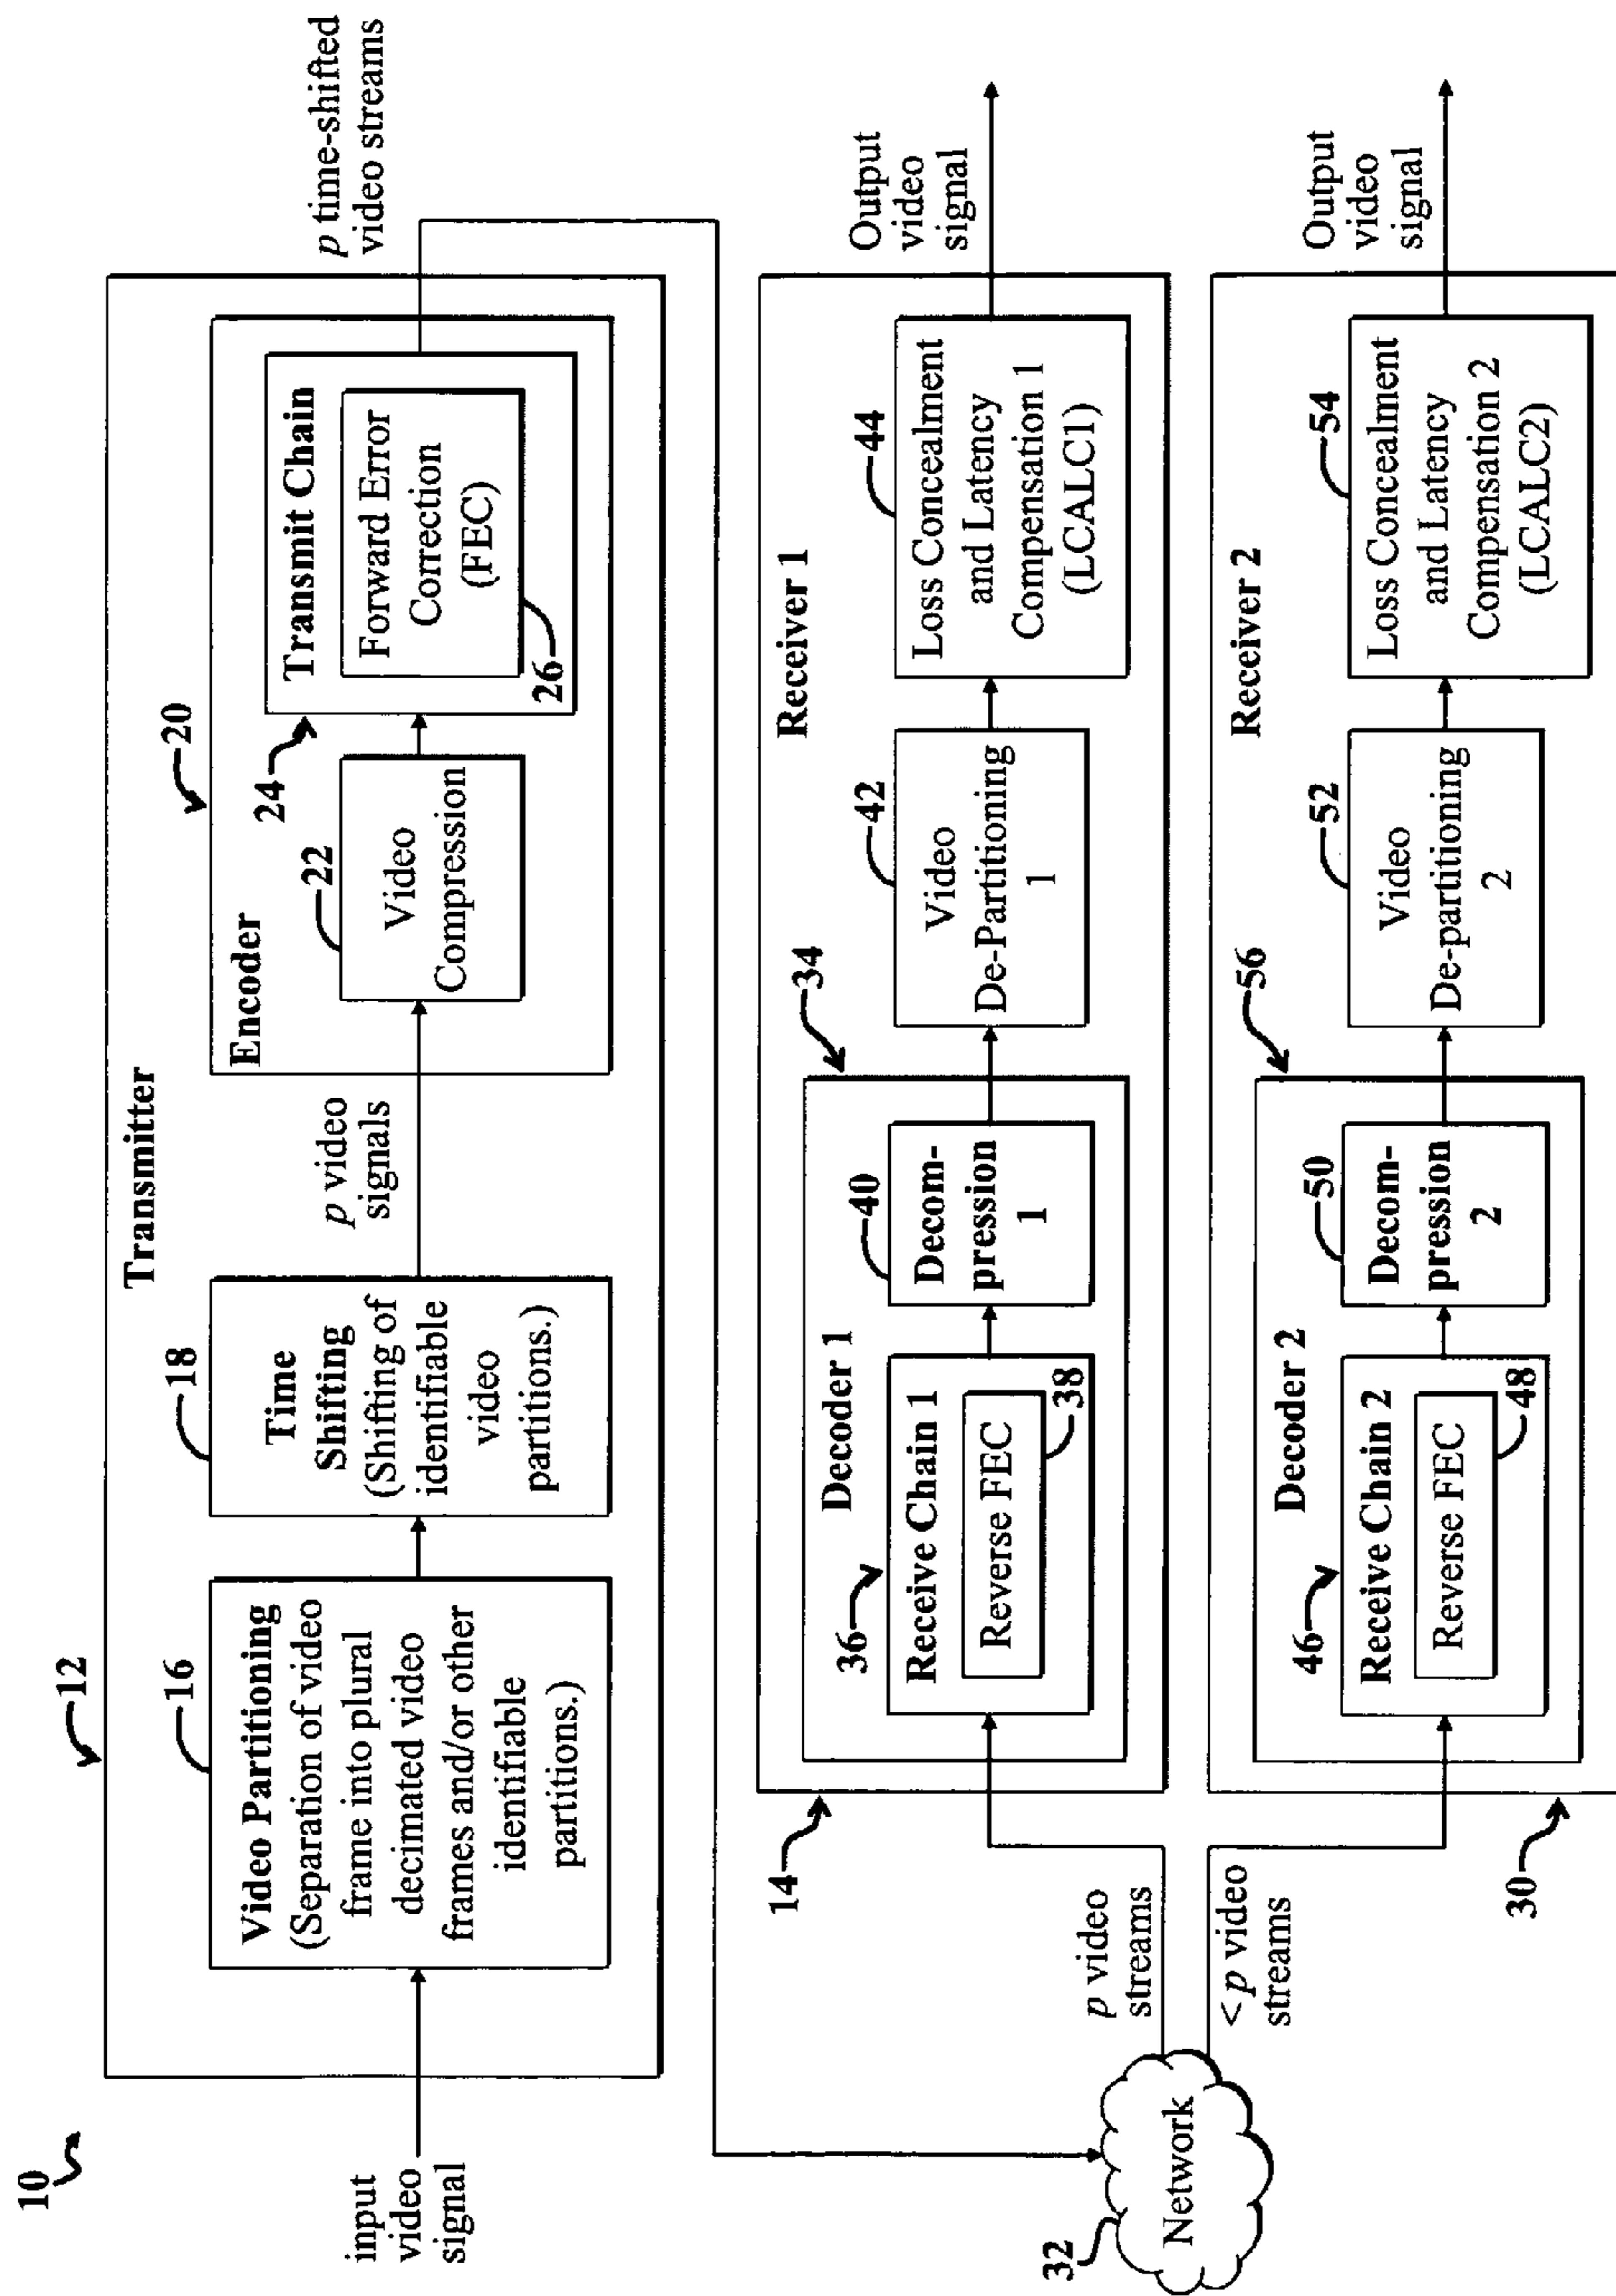 10
12
Transmitter
input
video
signal
16
Video Partitioning
(Separation of video
frame into plural
decimated video
frames and/or other
identifiable
partitions.)
18
Time
Shifting
(Shifting of
identifiable
video
partitions.)
p video
signals
20
Encoder
22
Video
Compression
24
Transmit Chain
Forward Error
Correction
(FEC)
26
p time-shifted
video streams
32
Network
p video
streams
< p video
streams
14
Receiver 1
34
Decoder 1
36
Receive Chain 1
Reverse FEC
38
40
Decom-
pression
1
42
Video
De-Partitioning
1
44
Loss Concealment
and Latency
Compensation 1
(LCALC1)
Output
video
signal
30
Receiver 2
56
Decoder 2
46
Receive Chain 2
Reverse FEC
48
50
Decom-
pression
2
52
Video
De-partitioning
2
54
Loss Concealment
and Latency
Compensation 2
(LCALC2)
Output
video
signal